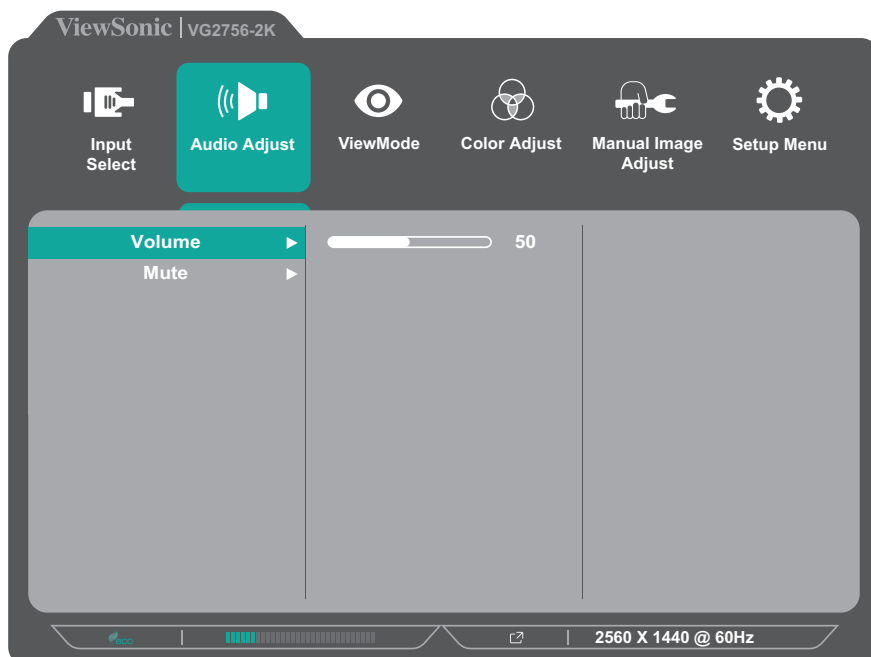 ViewSonic | VG2756-2K
Input Select
Audio Adjust
ViewMode
Color Adjust
Manual Image Adjust
Setup Menu
Volume 50
Mute
eco
2560 X 1440 @ 60Hz